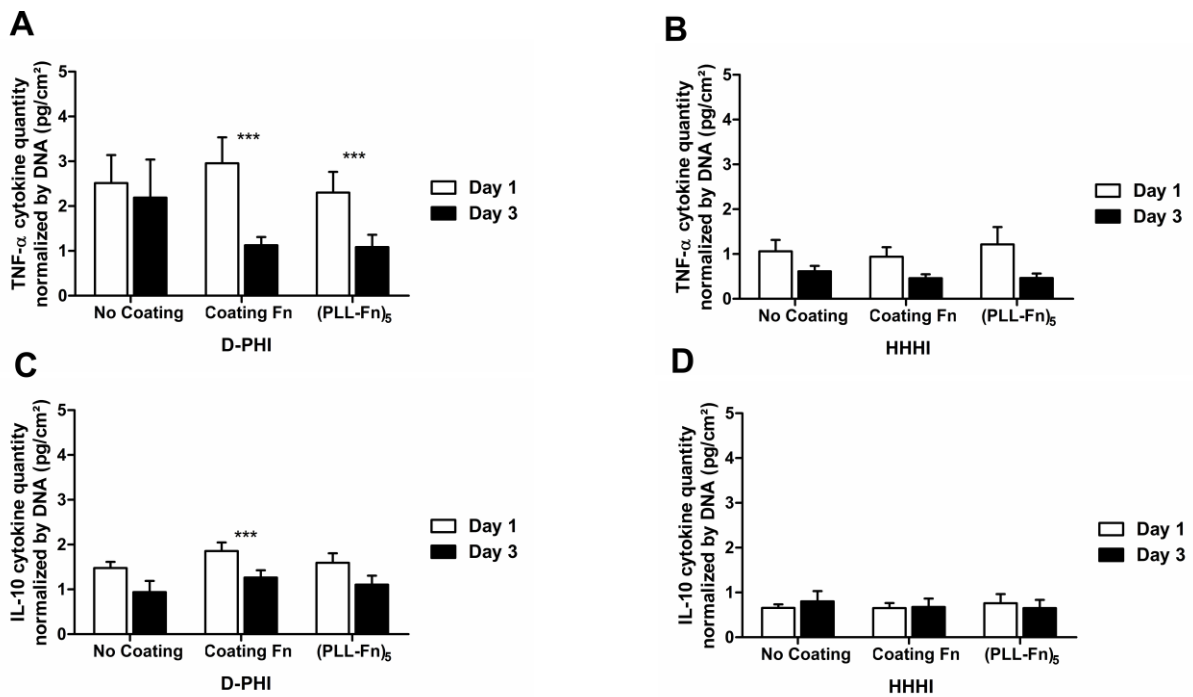 A
TNF-α cytokine quantity
normalized by DNA (pg/cm²)
5
4
3
2
1
0
***
***
No Coating Coating Fn (PLL-Fn)₅
D-PHI
Day 1
Day 3
B
TNF-α cytokine quantity
normalized by DNA (pg/cm²)
5
4
3
2
1
0
No Coating Coating Fn (PLL-Fn)₅
HHHI
Day 1
Day 3
C
IL-10 cytokine quantity
normalized by DNA (pg/cm²)
5
4
3
2
1
0
***
No Coating Coating Fn (PLL-Fn)₅
D-PHI
Day 1
Day 3
D
IL-10 cytokine quantity
normalized by DNA (pg/cm²)
5
4
3
2
1
0
No Coating Coating Fn (PLL-Fn)₅
HHHI
Day 1
Day 3